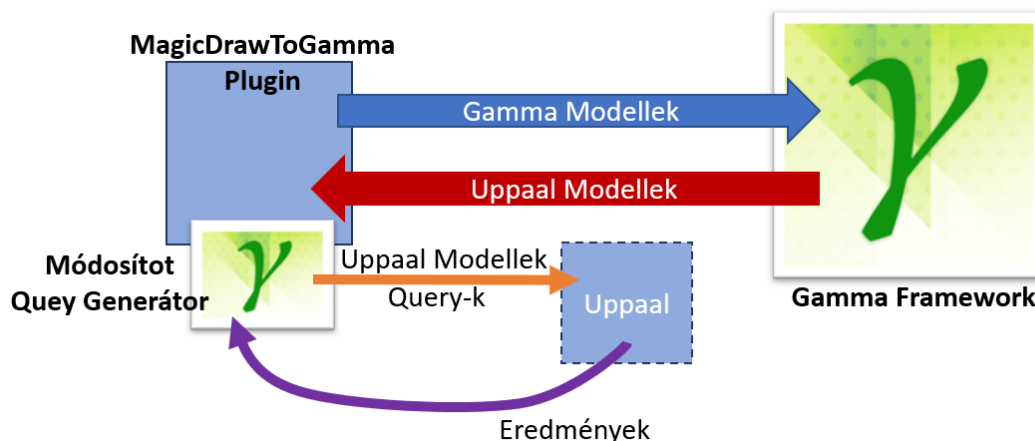 MagicDrawToGamma
Plugin
Gamma Modellek
Uppaal Modellek
Módosítot
Quey Generátor
Uppaal Modellek
Query-k
Uppaal
Gamma Framework
Eredmények